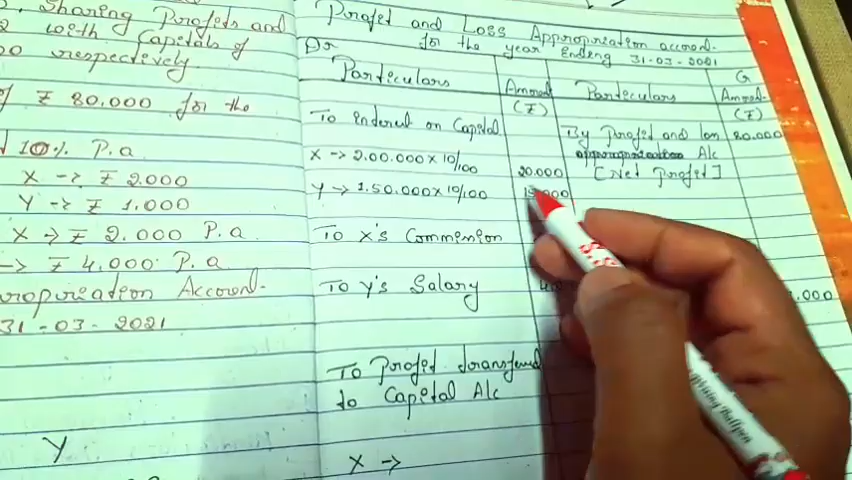 Sharing Profits and
with Capitals of
respectively
₹ 80.000 for the
10% P.a
X -> ₹ 2.000
Y -> ₹ 1.000
X -> ₹ 2.000 P.a
-> ₹ 4.000 P.a
Account
31-03-2021
Y
Profit and Loss Appropriation account.
for the year Ending 31-03-2021
Dr
Particulars
Amount
(₹)
Particulars
Amount
(₹)
To Interest on Capital
X -> 2.00.000 x 10/100
20.000
Y -> 1.50.000 x 10/100
To X's Commission
To Y's Salary
To Profit transferred
to Capital A/c
X ->
By Profit and loss
80.000
A/c
[Net Profit]